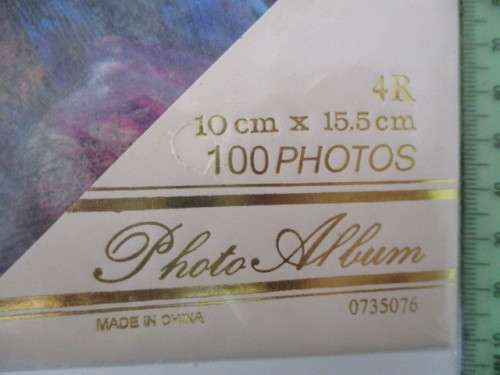 4R
10 cm x 15.5 cm
100 PHOTOS
Photo Album
MADE IN CHINA
0735076